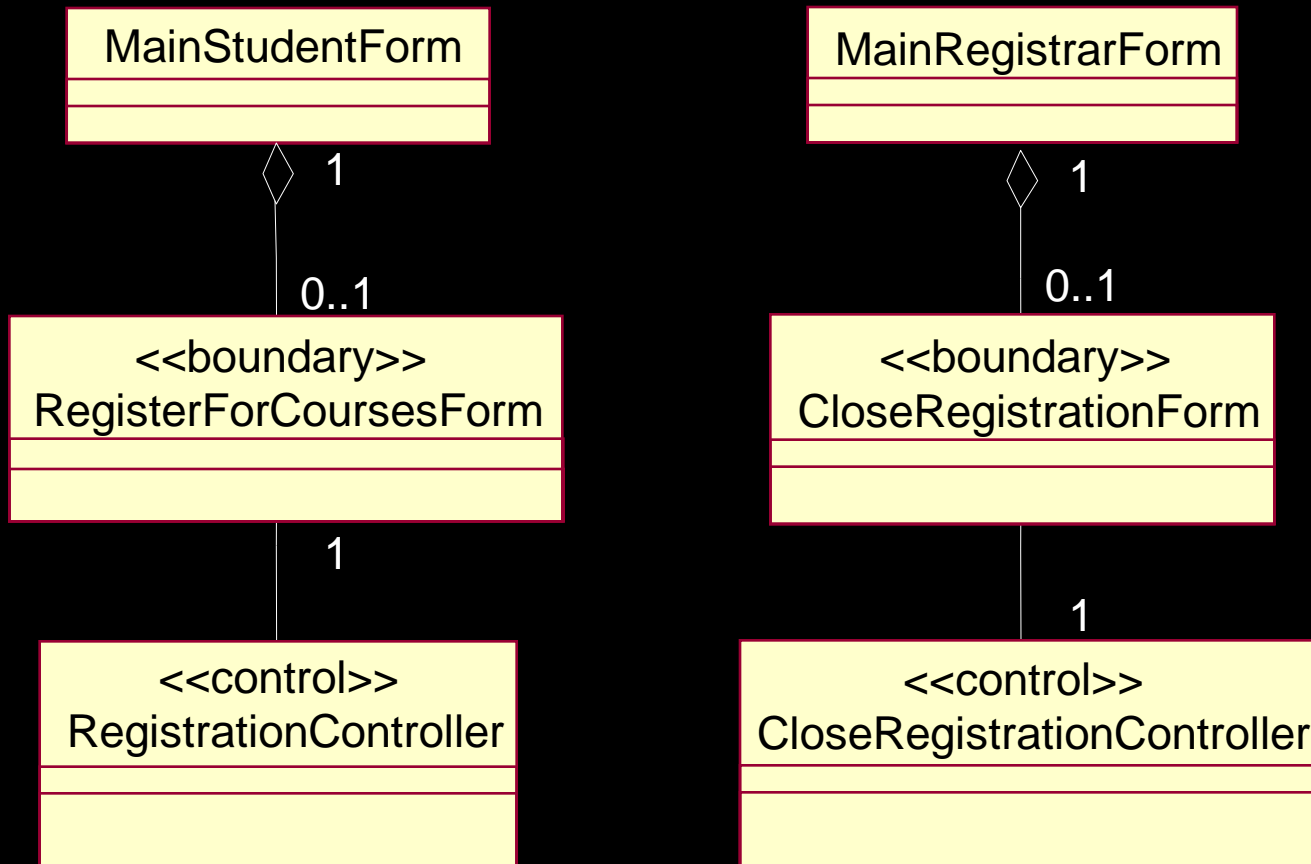 MainStudentForm
1
0..1
<<boundary>>
RegisterForCoursesForm
1
<<control>>
RegistrationController
MainRegistrarForm
1
0..1
<<boundary>>
CloseRegistrationForm
1
<<control>>
CloseRegistrationController